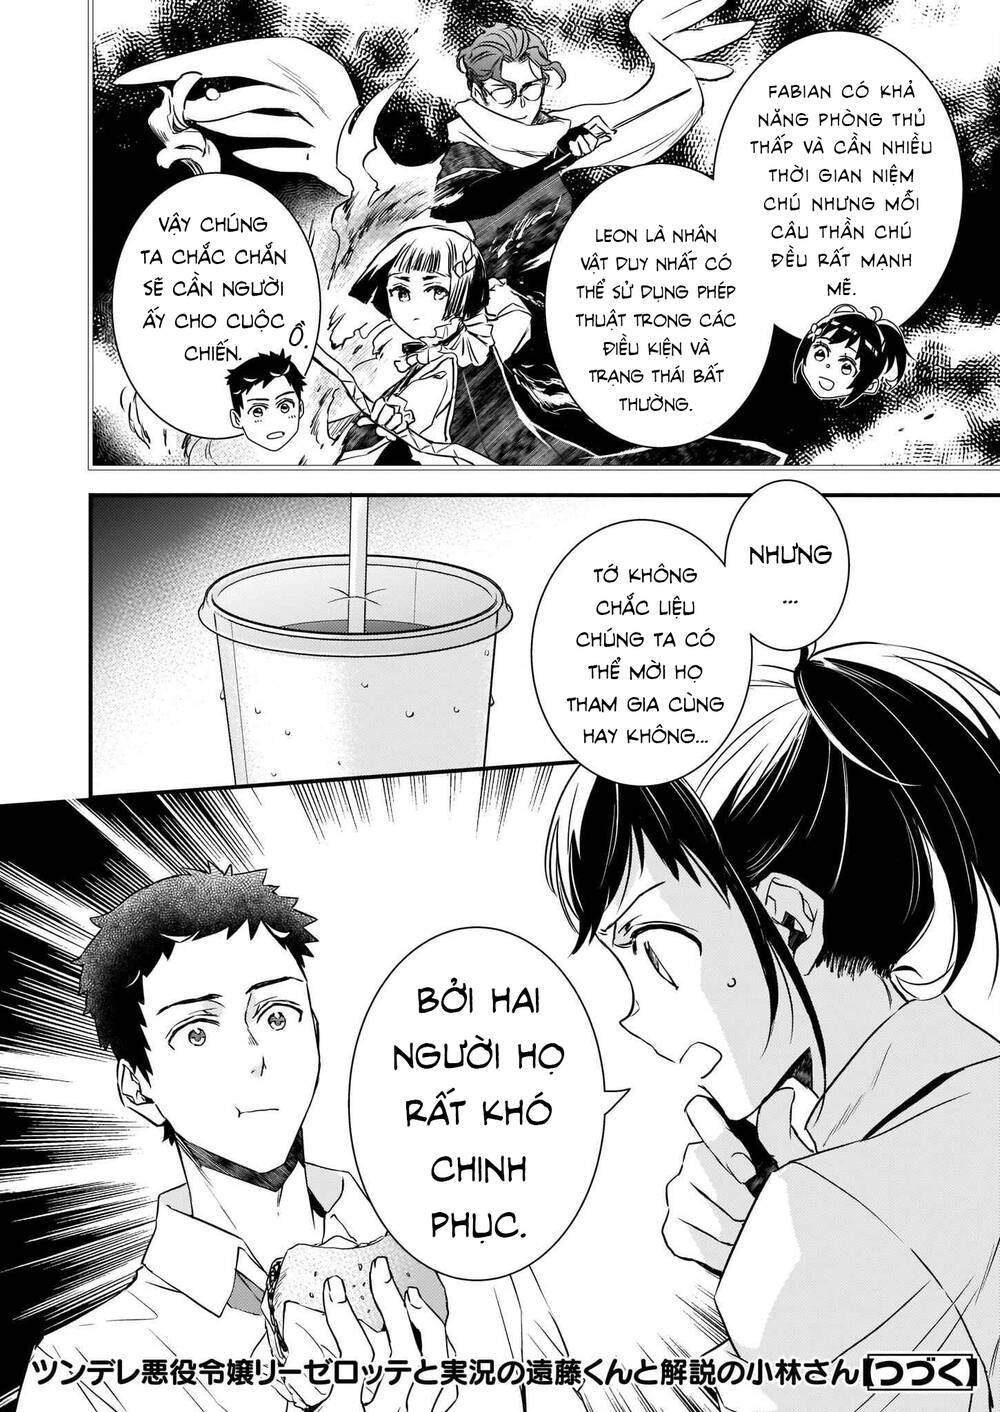 FABIAN CÓ KHẢ
NĂNG PHÒNG THỦ
THẤP VÀ CẦN NHIỀU
THỜI GIAN NIỆM
CHÚ NHƯNG MỖI
CÂU THẦN CHÚ
ĐỀU RẤT MẠNH
MẼ.
LEON LÀ NHÂN
VẬT DUY NHẤT CÓ
THỂ SỬ DỤNG PHÉP
THUẬT TRONG CÁC
ĐIỀU KIỆN VÀ
TRẠNG THÁI BẤT
THƯỜNG.
VẬY CHÚNG
TA CHẮC CHẮN
SẼ CẦN NGƯỜI
ẤY CHO CUỘC
CHIẾN.
Ồ.
NHƯNG
...
TỚ KHÔNG
CHẮC LIỆU
CHÚNG TA CÓ
THỂ MỜI HỌ
THAM GIA CÙNG
HAY KHÔNG...
BỞI HAI
NGƯỜI HỌ
RẤT KHÓ
CHINH
PHỤC.
ツンデレ悪役令嬢リーゼロッテと実況の遠藤くんと解説の小林さん【つづく】